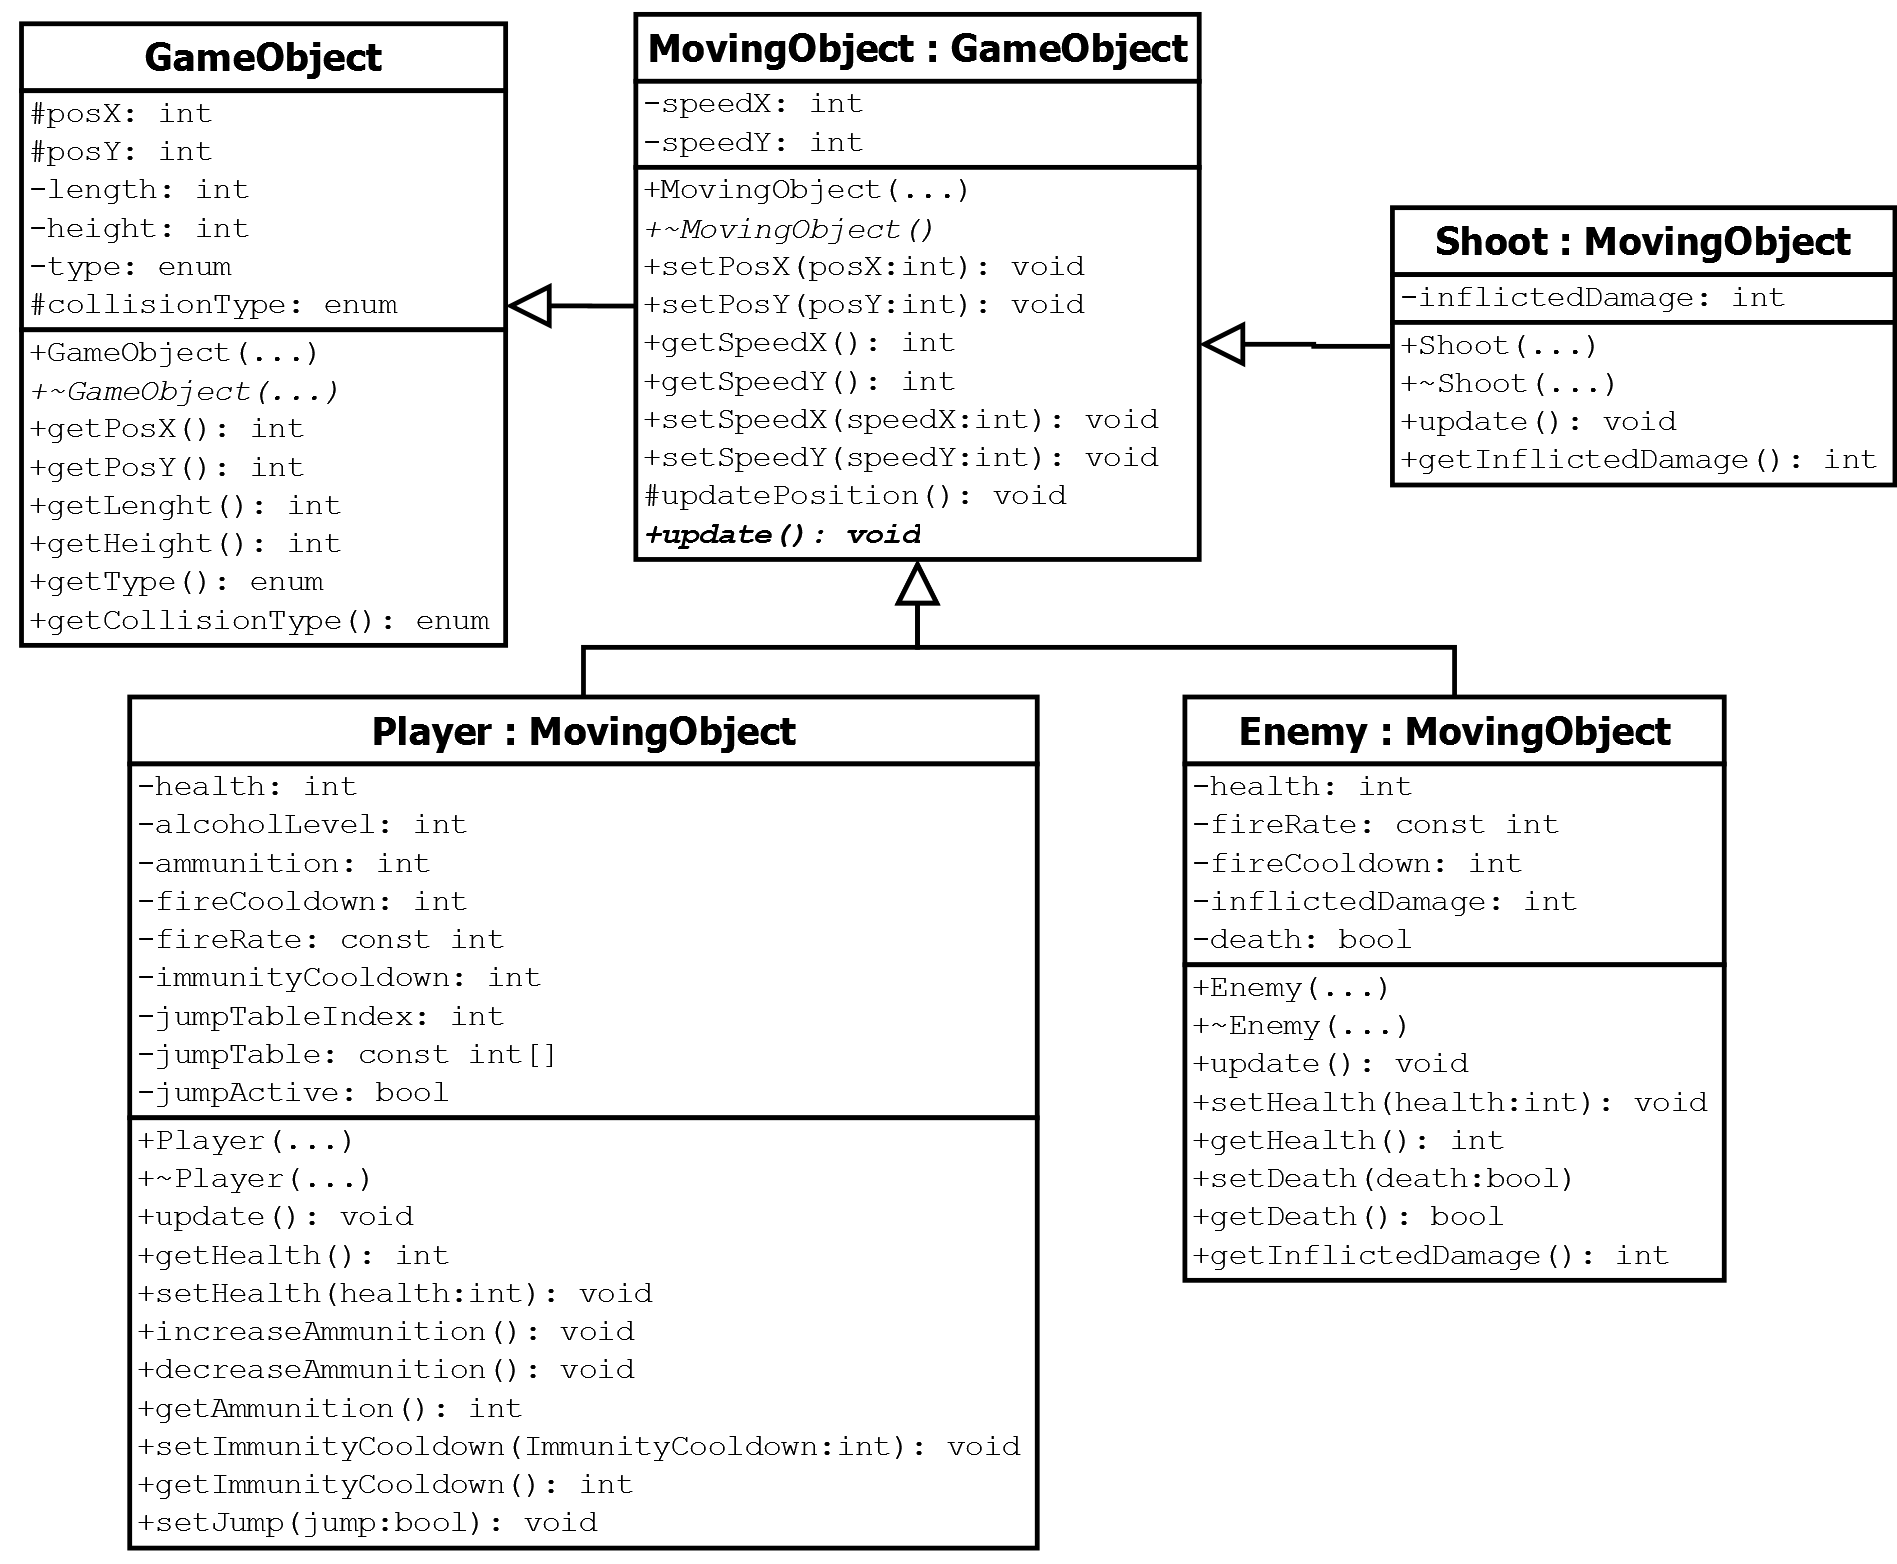 GameObject
#posX: int
#posY: int
-length: int
-height: int
-type: enum
#collisionType: enum
+GameObject(...)
+~GameObject(...)
+getPosX(): int
+getPosY(): int
+getLenght(): int
+getHeight(): int
+getType(): enum
+getCollisionType(): enum
MovingObject : GameObject
-speedX: int
-speedY: int
+MovingObject(...)
+~MovingObject()
+setPosX(posX:int): void
+setPosY(posY:int): void
+getSpeedX(): int
+getSpeedY(): int
+setSpeedX(speedX:int): void
+setSpeedY(speedY:int): void
#updatePosition(): void
+update(): void
Shoot : MovingObject
-inflictedDamage: int
+Shoot(...)
+~Shoot(...)
+update(): void
+getInflictedDamage(): int
Player : MovingObject
-health: int
-alcoholLevel: int
-ammunition: int
-fireCooldown: int
-fireRate: const int
-immunityCooldown: int
-jumpTableIndex: int
-jumpTable: const int[]
-jumpActive: bool
+Player(...)
+~Player(...)
+update(): void
+getHealth(): int
+setHealth(health:int): void
+increaseAmmunition(): void
+decreaseAmmunition(): void
+getAmmunition(): int
+setImmunityCooldown(ImmunityCooldown:int): void
+getImmunityCooldown(): int
+setJump(jump:bool): void
Enemy : MovingObject
-health: int
-fireRate: const int
-fireCooldown: int
-inflictedDamage: int
-death: bool
+Enemy(...)
+~Enemy(...)
+update(): void
+setHealth(health:int): void
+getHealth(): int
+setDeath(death:bool)
+getDeath(): bool
+getInflictedDamage(): int